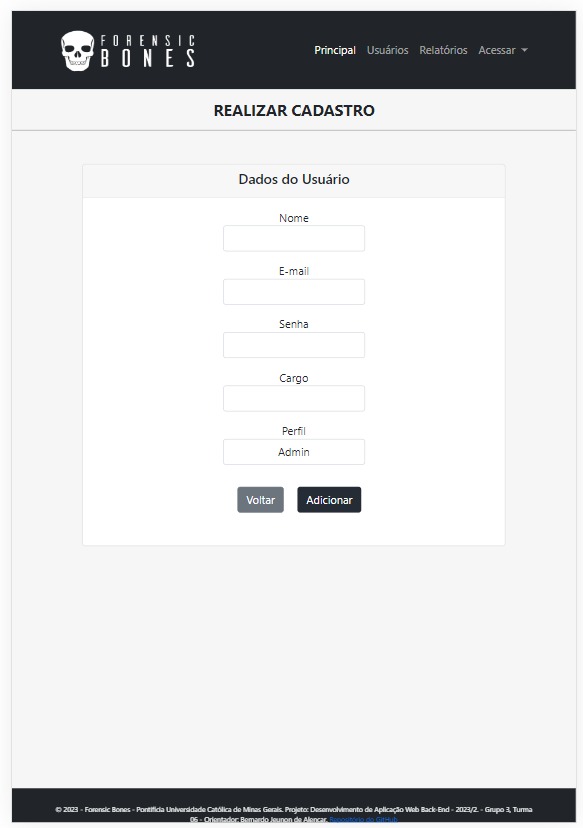 FORENSIC
BONES
Principal Usuários Relatórios Acessar
REALIZAR CADASTRO
Dados do Usuário
Nome
E-mail
Senha
Cargo
Perfil
Admin
Voltar Adicionar
© 2023 - Forensic Bones - Pontifícia Universidade Católica de Minas Gerais. Projeto: Desenvolvimento de Aplicação Web Back-End - 2023/2. - Grupo 3, Turma
06 - Orientador: Bernardo Jeunon de Alencar. Repositório do GitHub